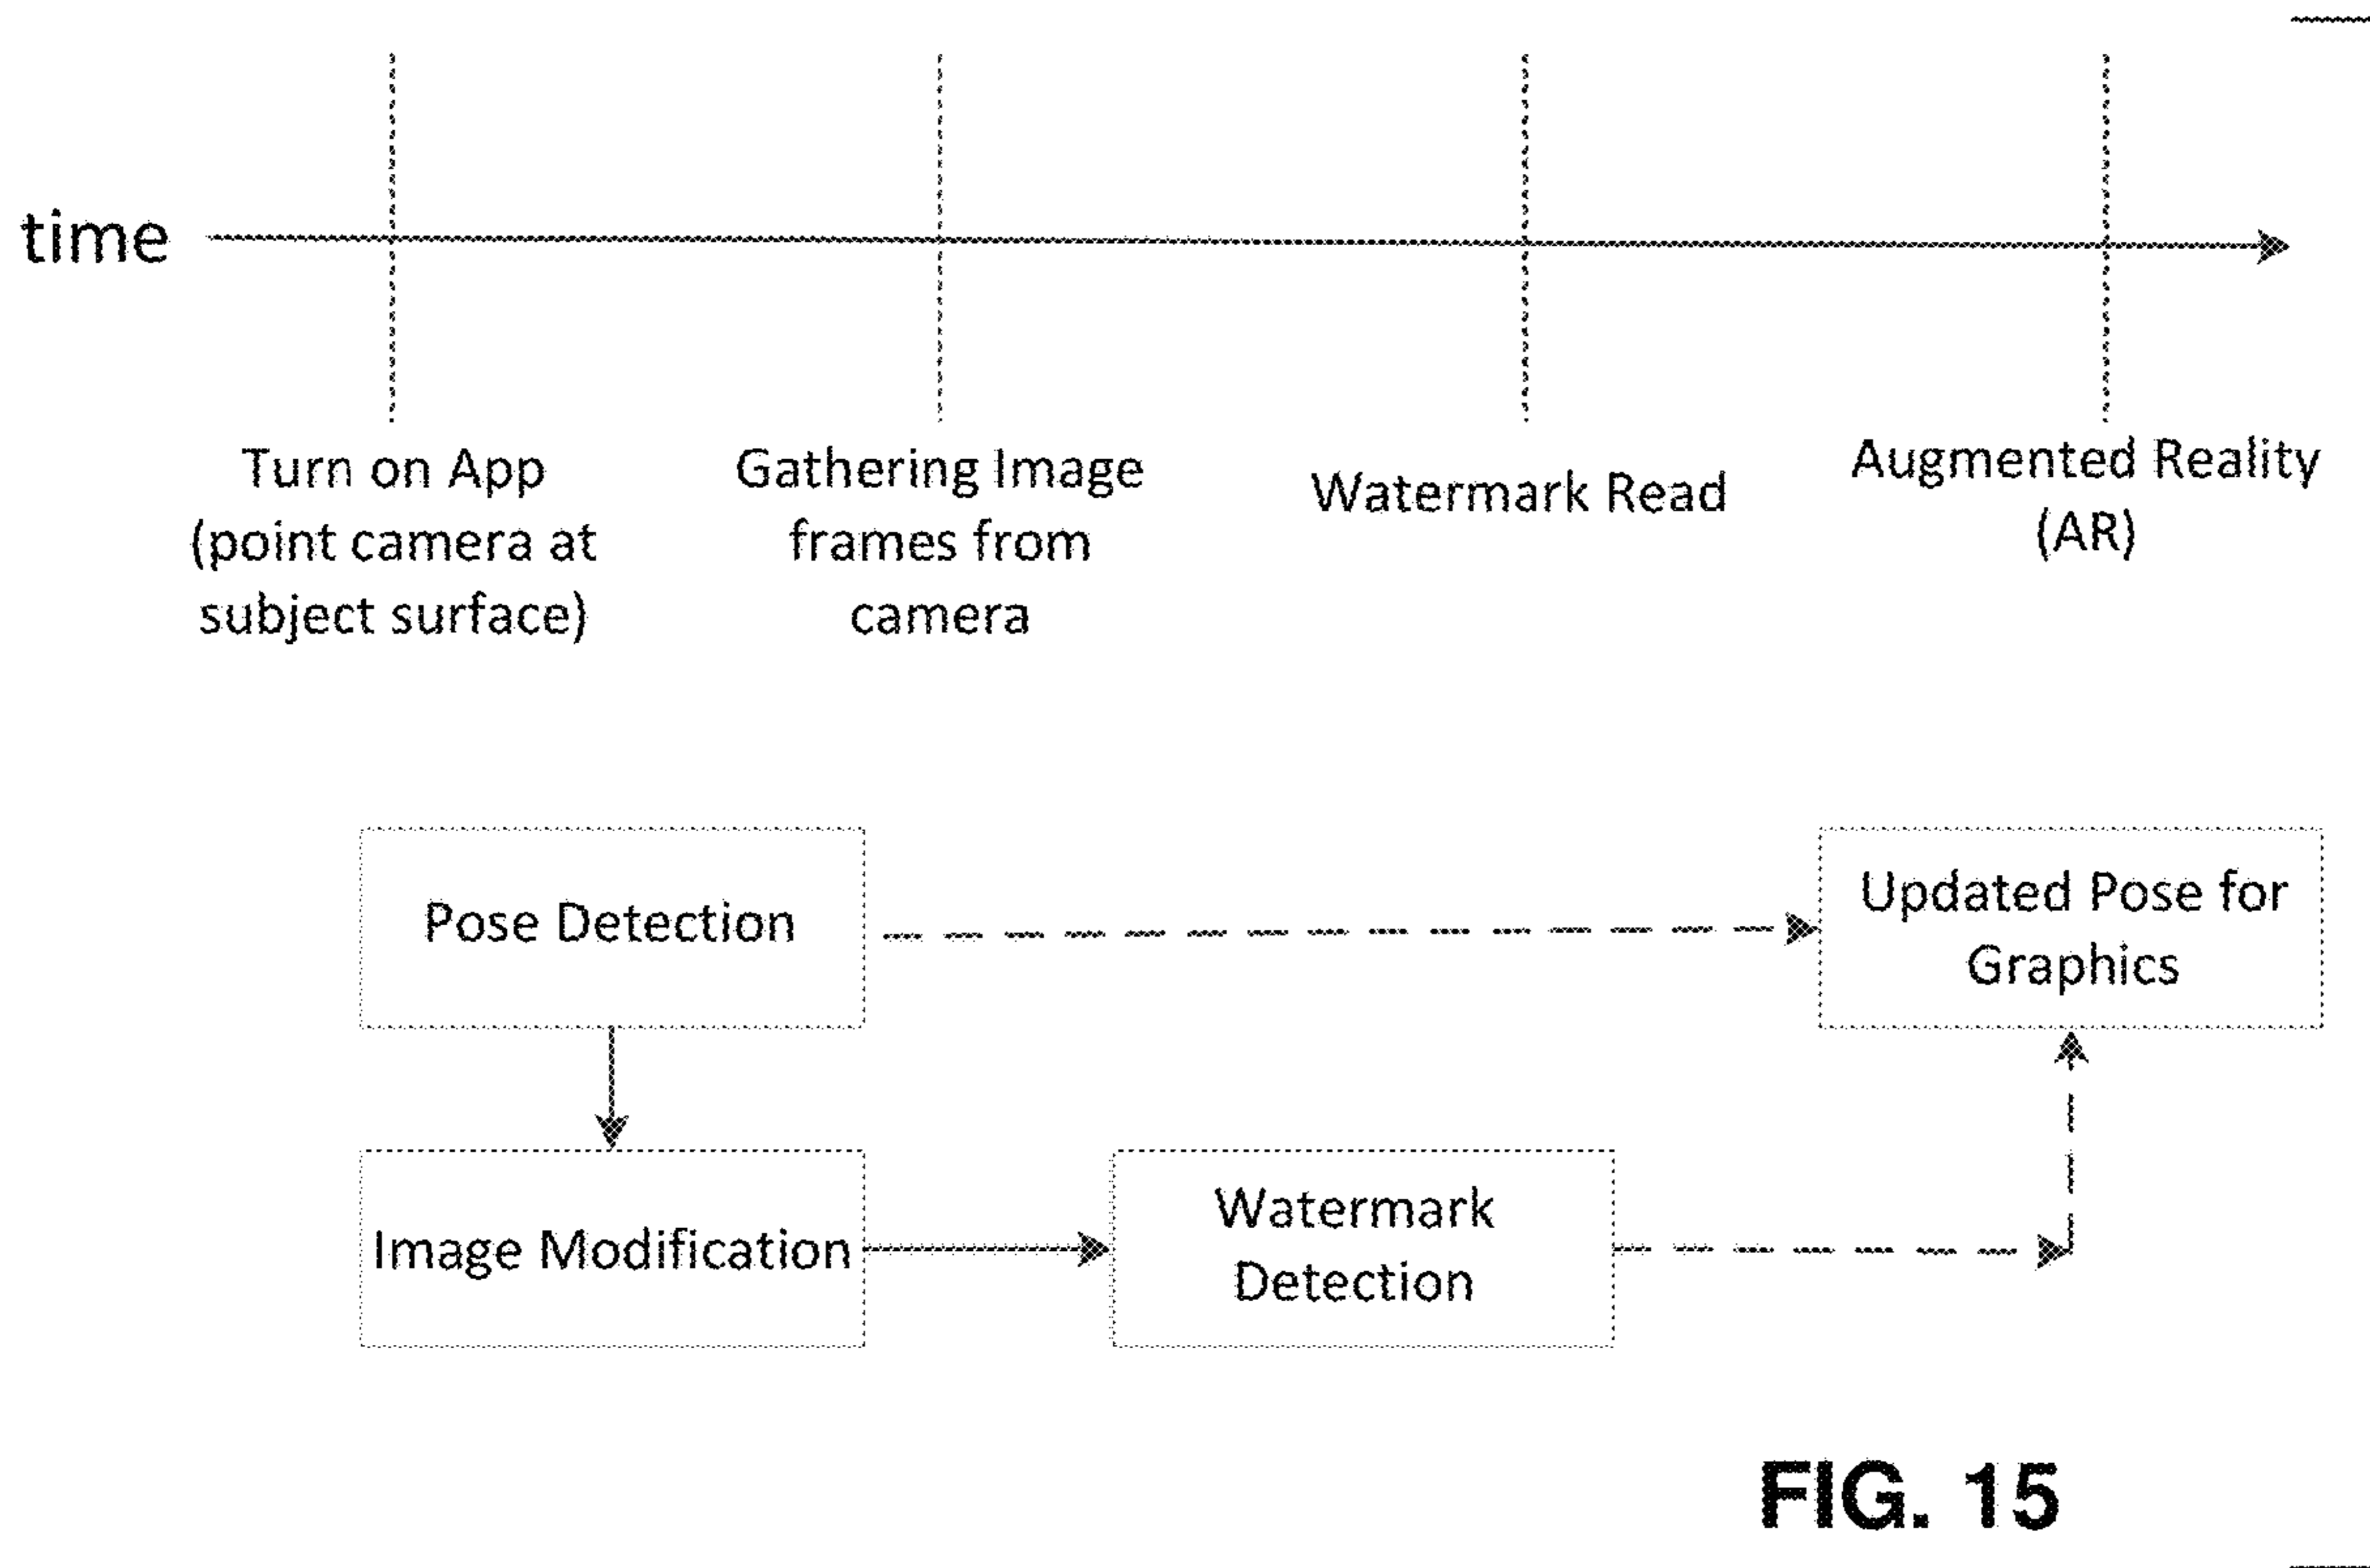 time
Turn on App
(point camera at
subject surface)
Gathering Image
frames from
camera
Watermark Read
Augmented Reality
(AR)
Pose Detection
Updated Pose for
Graphics
Image Modification
Watermark
Detection
FIG. 15